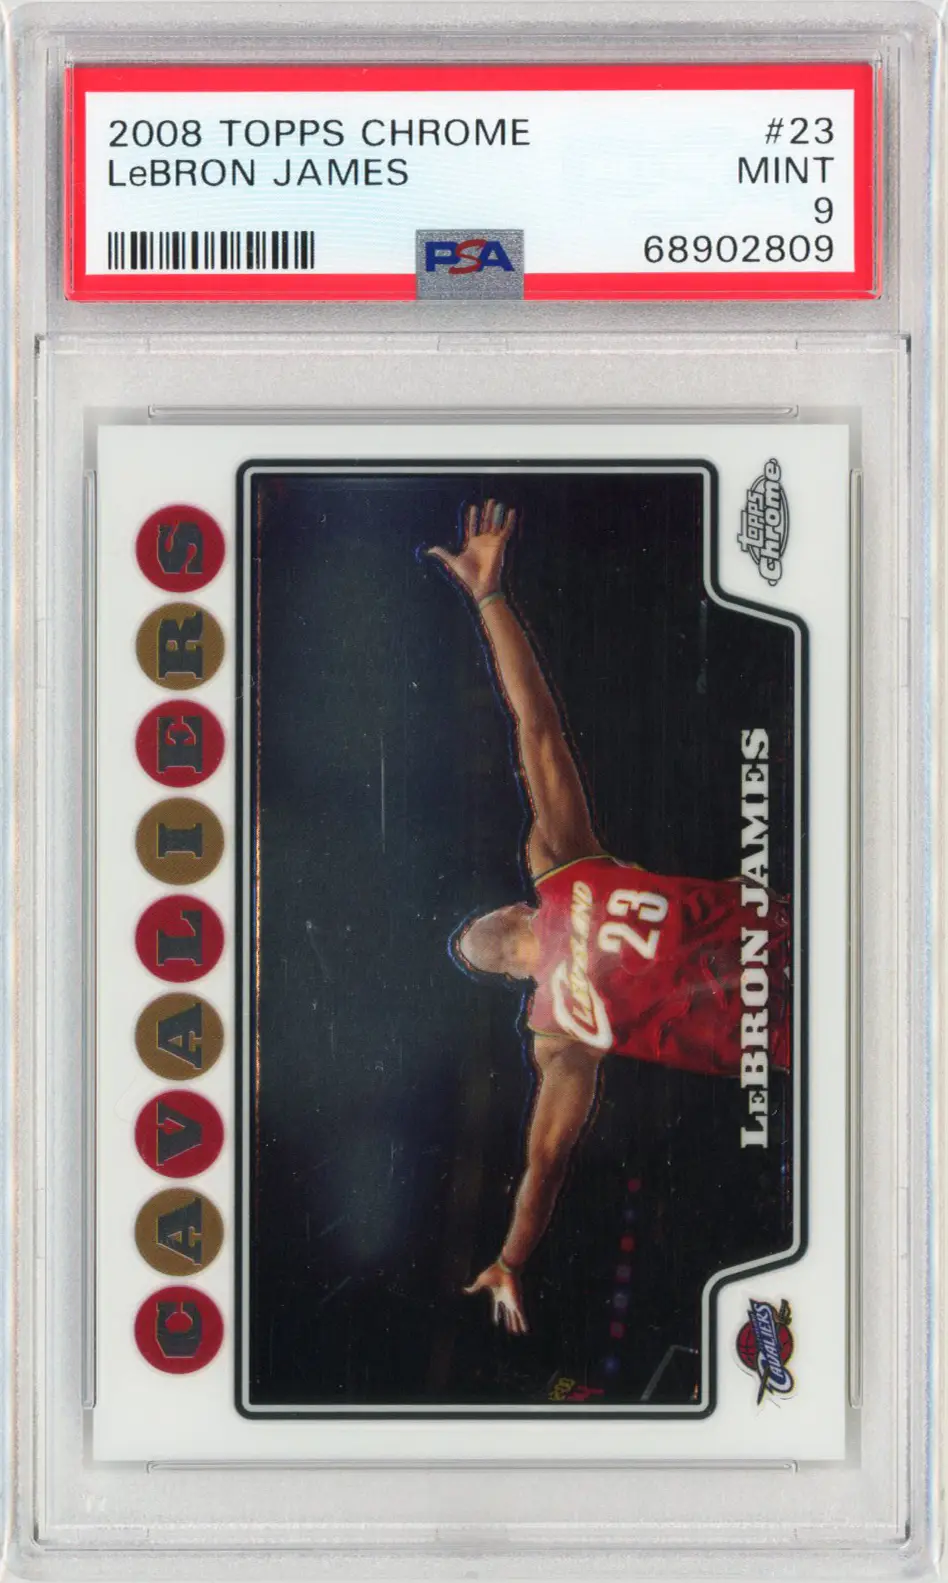 2008 TOPPS CHROME #23
LeBRON JAMES MINT
9
68902809
PSA
CAVALIERS
topps
chrome
CLEVELAND
23
LEBRON JAMES
CAVALIERS